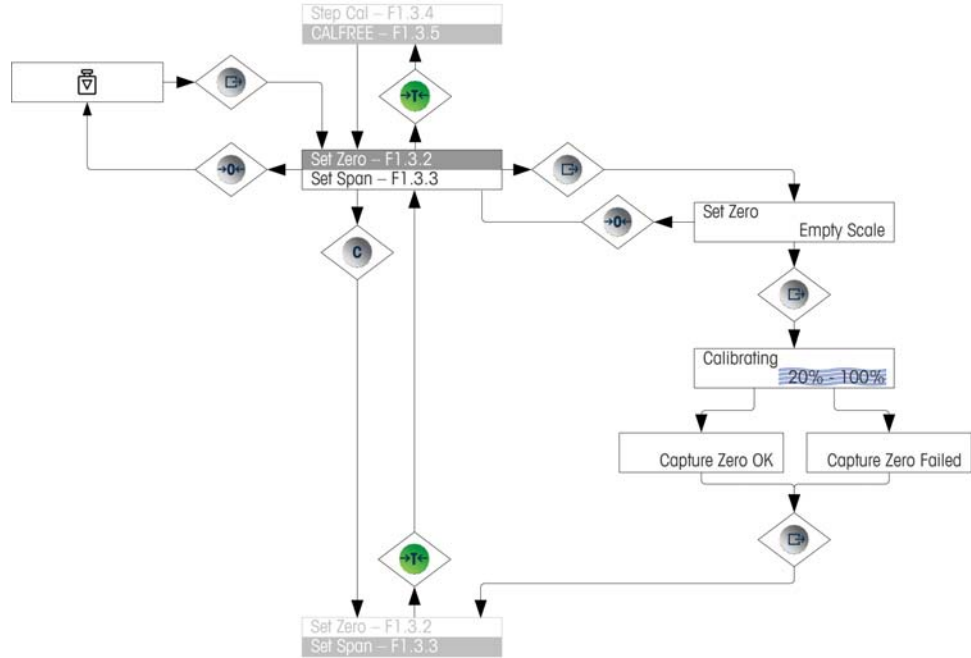 Step Cal – F1.3.4
CALFREE – F1.3.5
→T←
→0←
Set Zero – F1.3.2
Set Span – F1.3.3
→0←
Set Zero
Empty Scale
C
Calibrating
20% - 100%
Capture Zero OK
Capture Zero Failed
→T←
Set Zero – F1.3.2
Set Span – F1.3.3